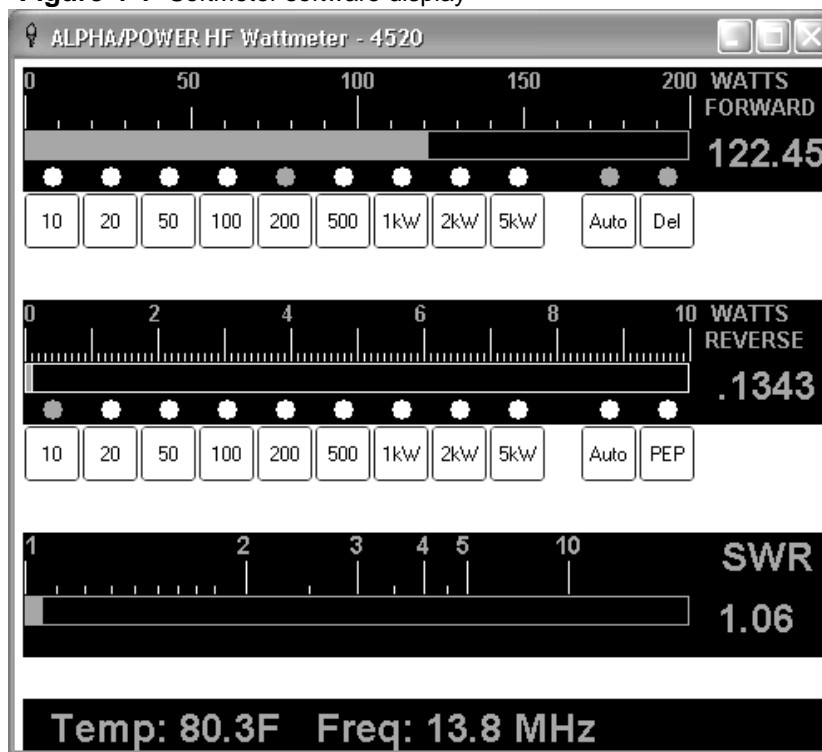 Figure 4-1 Softmeter software display
ALPHA/POWER HF Wattmeter - 4520
0 50 100 150 200 WATTS
FORWARD
122.45
10 20 50 100 200 500 1kW 2kW 5kW Auto Del
0 2 4 6 8 10 WATTS
REVERSE
.1343
10 20 50 100 200 500 1kW 2kW 5kW Auto PEP
1 2 3 4 5 10 SWR
1.06
Temp: 80.3F Freq: 13.8 MHz